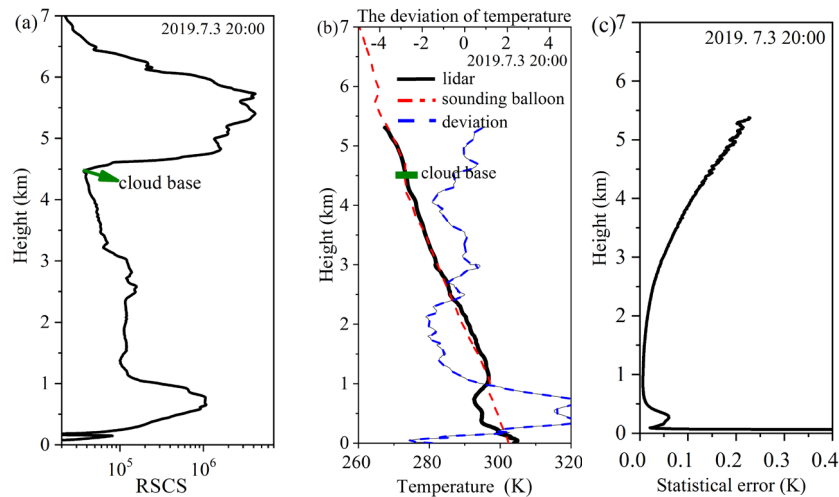 (a)
2019.7.3 20:00
7
6
5
4
3
2
1
0
Height (km)
cloud base
10^5
10^6
RSCS
The deviation of temperature
(b)
-4
-2
0
2
4
2019.7.3 20:00
lidar
sounding balloon
deviation
cloud base
7
6
5
4
3
2
1
0
Height (km)
260
280
300
320
Temperature (K)
(c)
2019. 7.3 20:00
7
6
5
4
3
2
1
0
Height (km)
0.0
0.1
0.2
0.3
0.4
Statistical error (K)